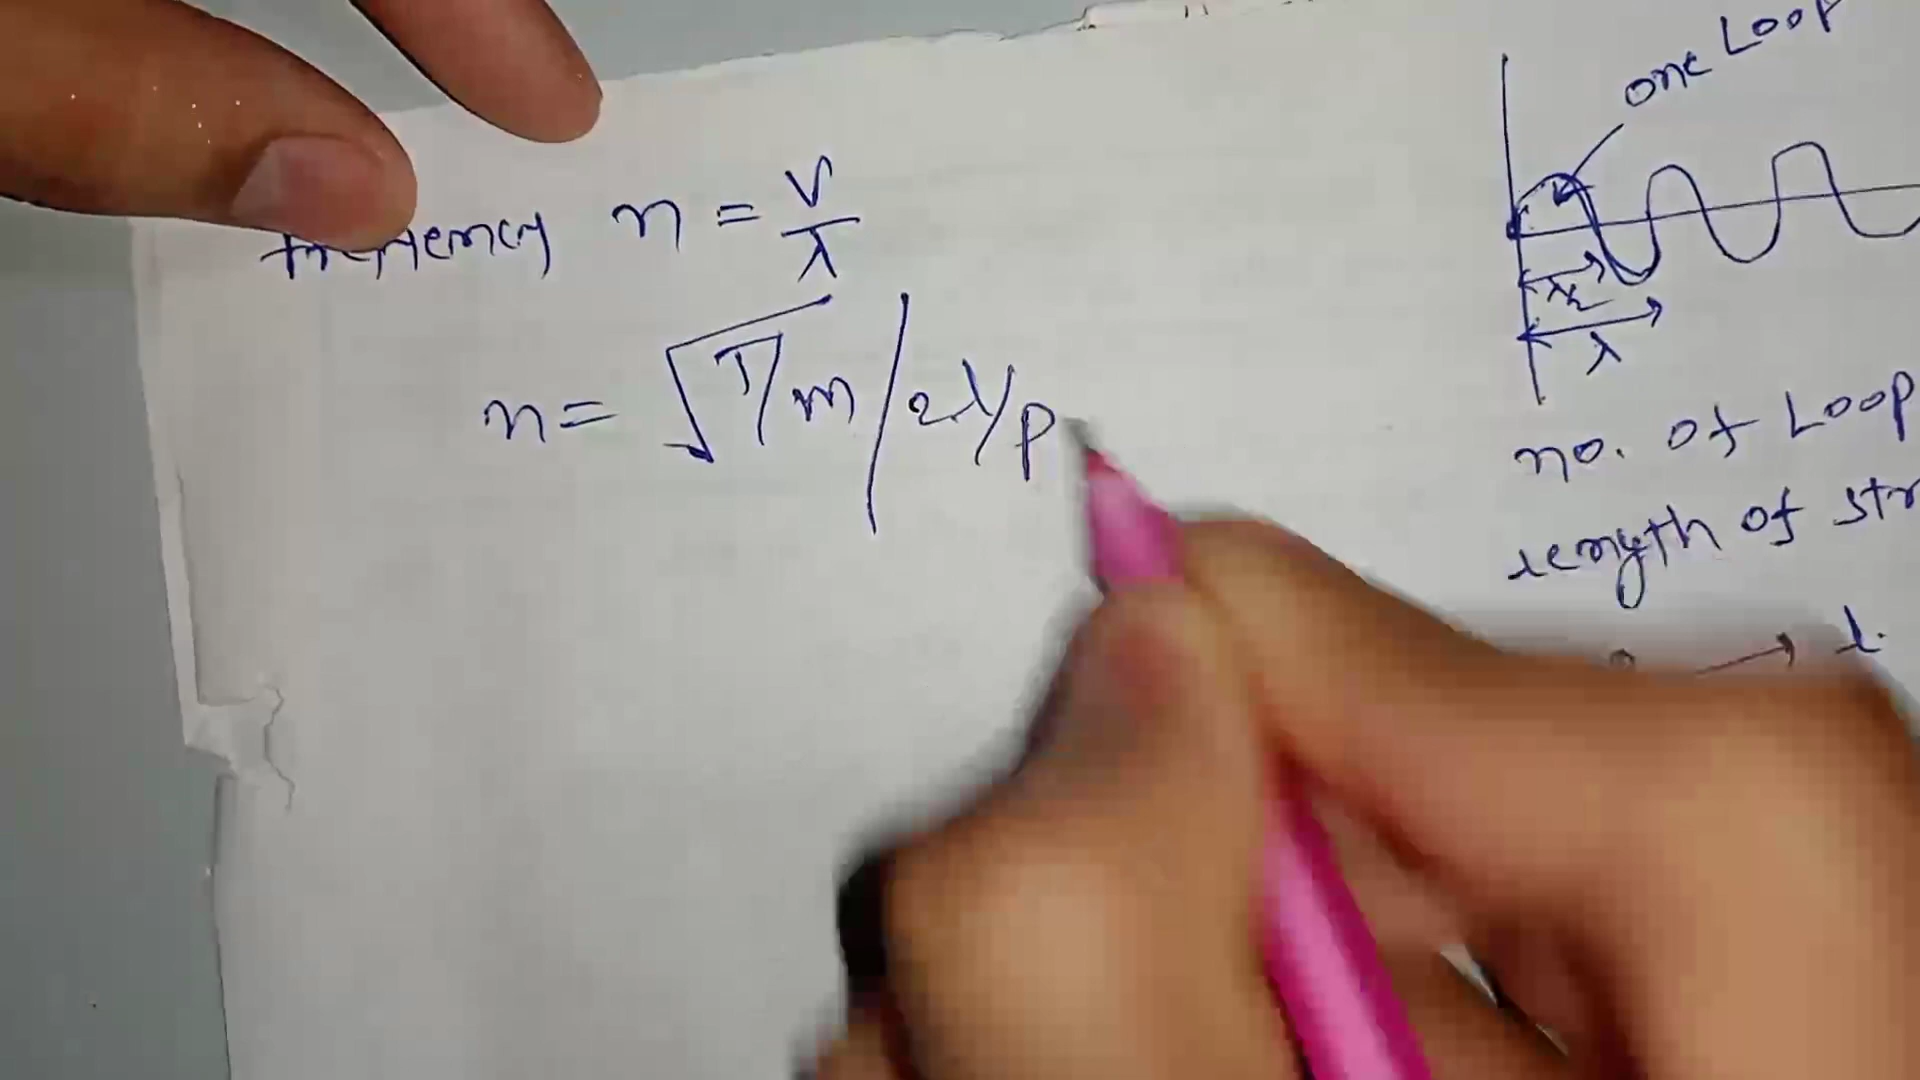 frequency n = v/λ
n = √T/m / 2l/p
one Loop
λ/2
λ
no. of Loop
length of str
→ l.